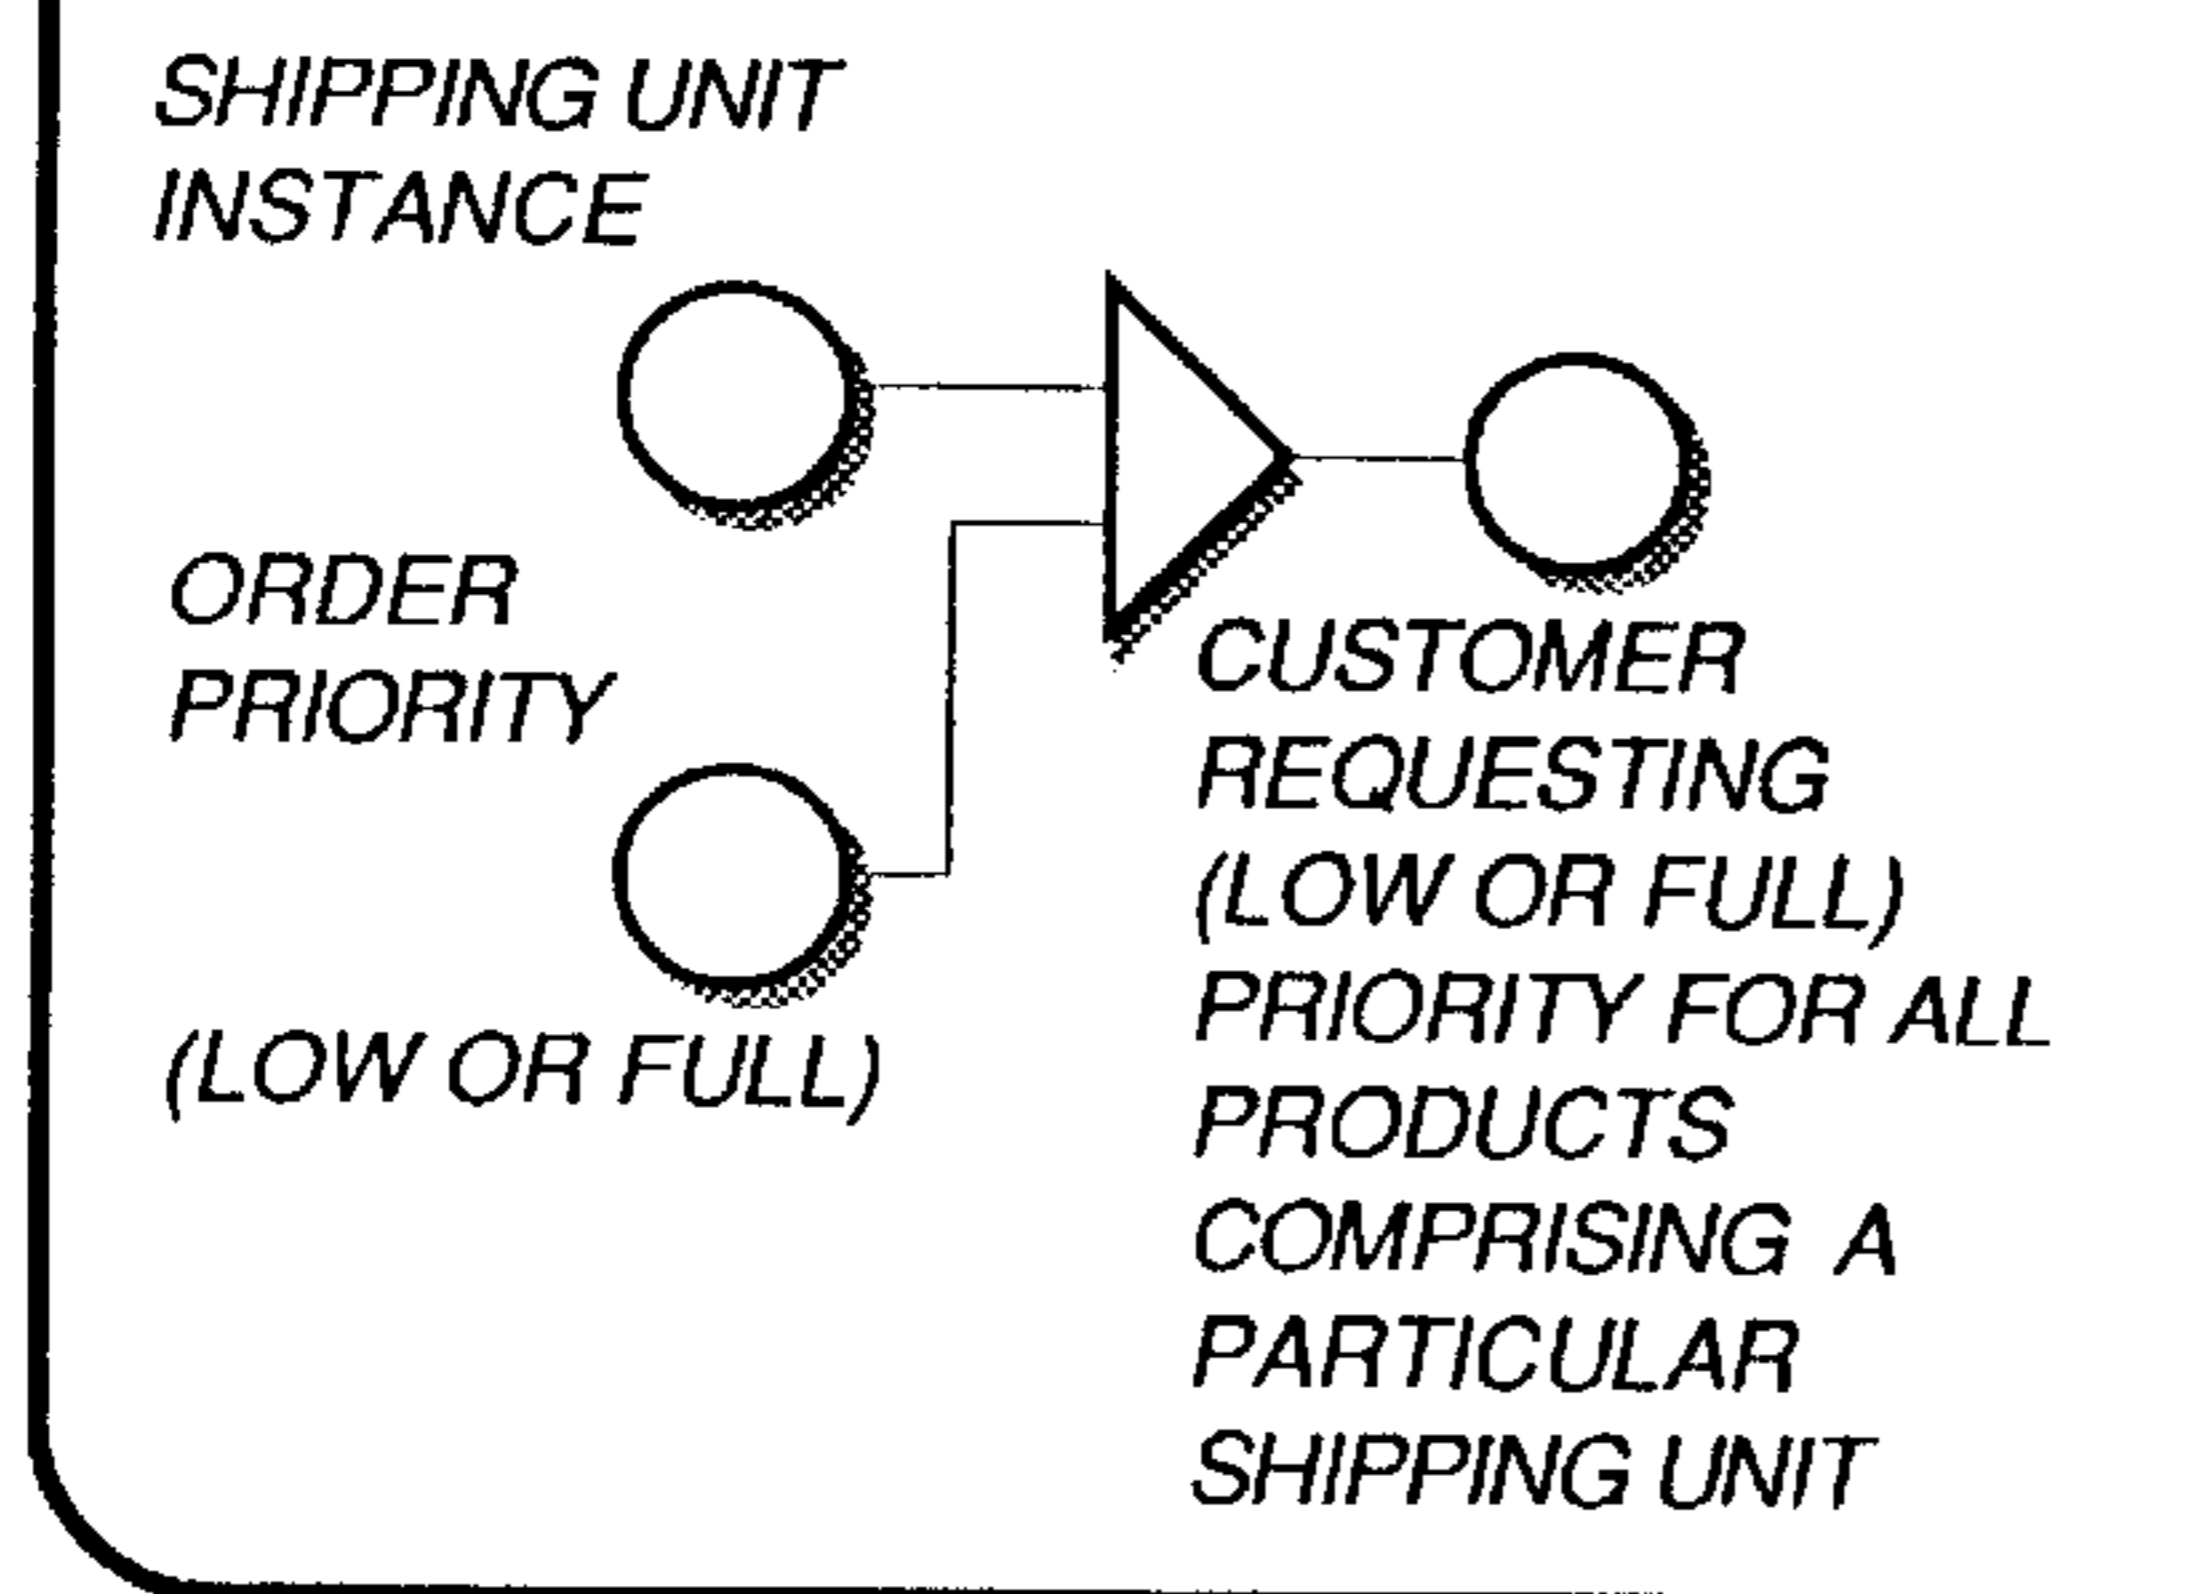 SHIPPING UNIT
INSTANCE
ORDER
PRIORITY
(LOW OR FULL)
CUSTOMER
REQUESTING
(LOW OR FULL)
PRIORITY FOR ALL
PRODUCTS
COMPRISING A
PARTICULAR
SHIPPING UNIT